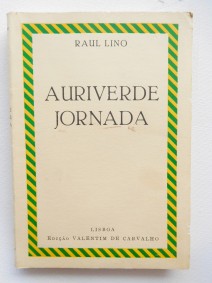 RAUL LINO
AURIVERDE
JORNADA
LISBOA
EDIÇÃO VALENTIM DE CARVALHO